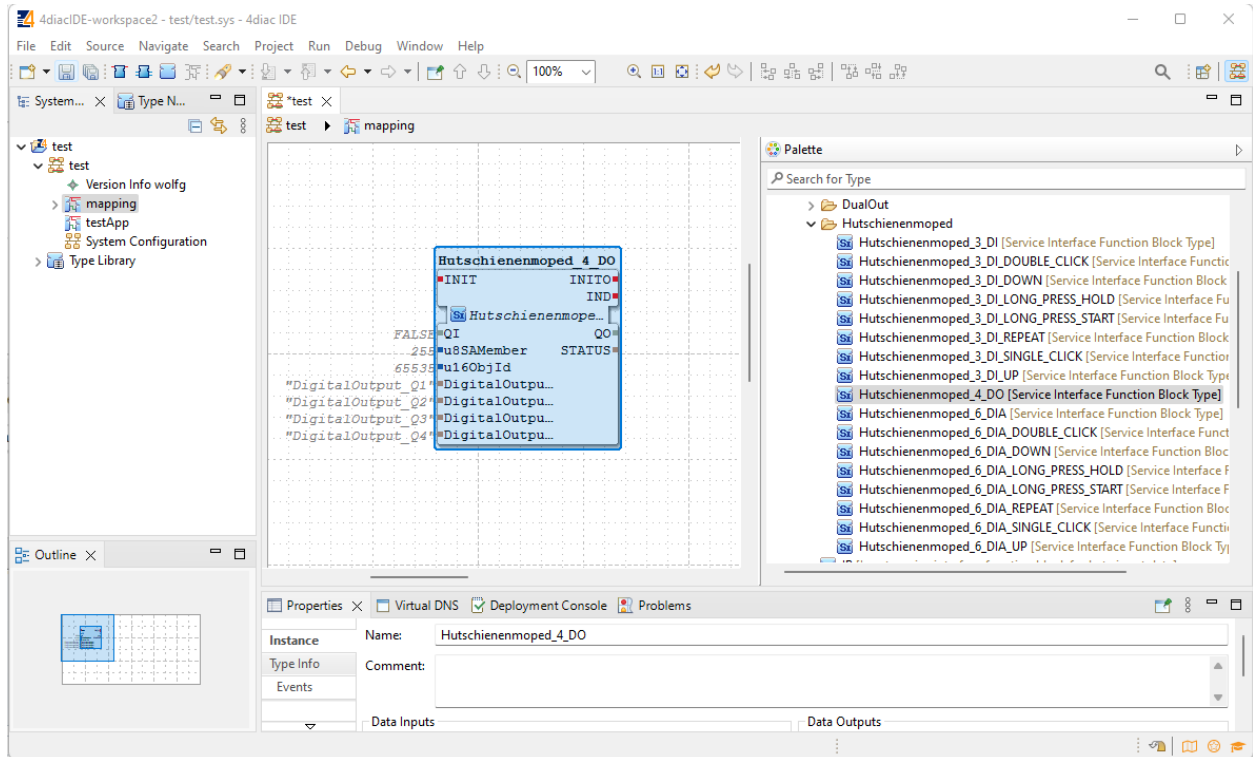 4diacIDE-workspace2 - test/test.sys - 4diac IDE
File Edit Source Navigate Search Project Run Debug Window Help
100%
System... Type N...
*test
test mapping
test
test
Version Info wolfg
mapping
testApp
System Configuration
Type Library
Hutschienenmoped_4_DO
INIT INITO
IND
Hutschienenmope…
FALSE QI QO
255 u8SAMember STATUS
65535 u16ObjId
"DigitalOutput_Q1" DigitalOutpu…
"DigitalOutput_Q2" DigitalOutpu…
"DigitalOutput_Q3" DigitalOutpu…
"DigitalOutput_Q4" DigitalOutpu…
Palette
Search for Type
DualOut
Hutschienenmoped
Hutschienenmoped_3_DI [Service Interface Function Block Type]
Hutschienenmoped_3_DI_DOUBLE_CLICK [Service Interface Functic
Hutschienenmoped_3_DI_DOWN [Service Interface Function Block
Hutschienenmoped_3_DI_LONG_PRESS_HOLD [Service Interface Fu
Hutschienenmoped_3_DI_LONG_PRESS_START [Service Interface Fu
Hutschienenmoped_3_DI_REPEAT [Service Interface Function Block
Hutschienenmoped_3_DI_SINGLE_CLICK [Service Interface Function
Hutschienenmoped_3_DI_UP [Service Interface Function Block Type
Hutschienenmoped_4_DO [Service Interface Function Block Type]
Hutschienenmoped_6_DIA [Service Interface Function Block Type]
Hutschienenmoped_6_DIA_DOUBLE_CLICK [Service Interface Funct
Hutschienenmoped_6_DIA_DOWN [Service Interface Function Bloc
Hutschienenmoped_6_DIA_LONG_PRESS_HOLD [Service Interface F
Hutschienenmoped_6_DIA_LONG_PRESS_START [Service Interface F
Hutschienenmoped_6_DIA_REPEAT [Service Interface Function Bloc
Hutschienenmoped_6_DIA_SINGLE_CLICK [Service Interface Functi
Hutschienenmoped_6_DIA_UP [Service Interface Function Block Ty
Outline
Properties Virtual DNS Deployment Console Problems
Instance
Type Info
Events
Name: Hutschienenmoped_4_DO
Comment:
Data Inputs Data Outputs